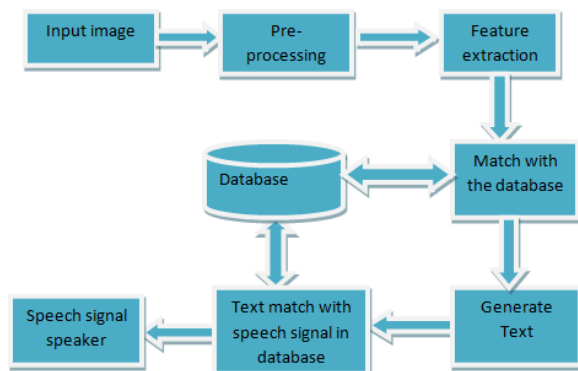 Input image
Pre-
processing
Feature
extraction
Database
Match with
the database
Speech signal
speaker
Text match with
speech signal in
database
Generate
Text